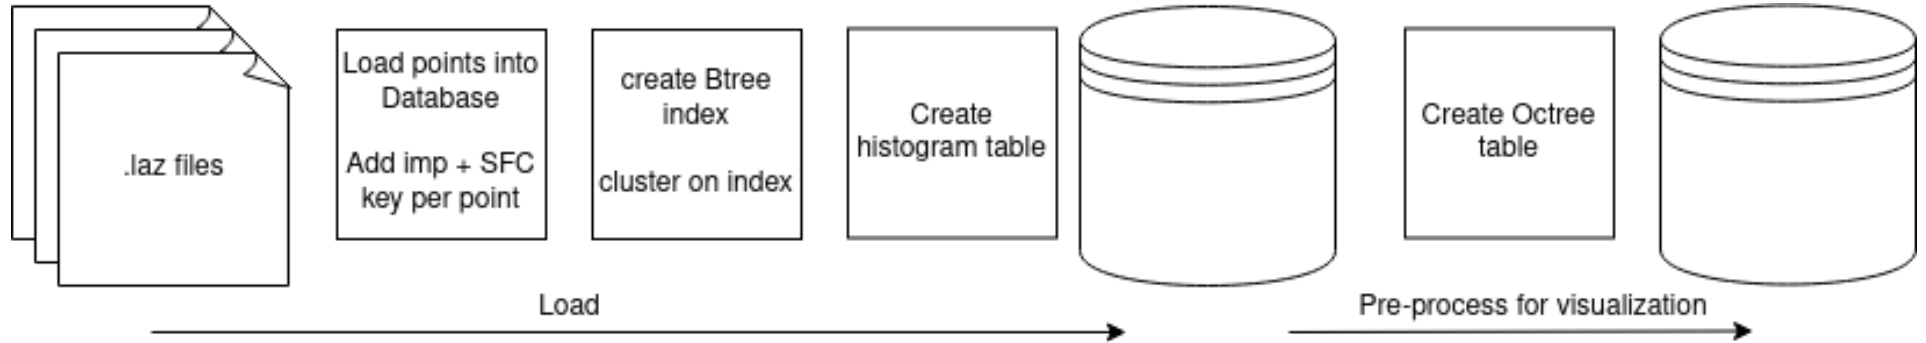 .laz files
Load points into
Database
Add imp + SFC
key per point
create Btree
index
cluster on index
Create
histogram table
Create Octree
table
Load
Pre-process for visualization